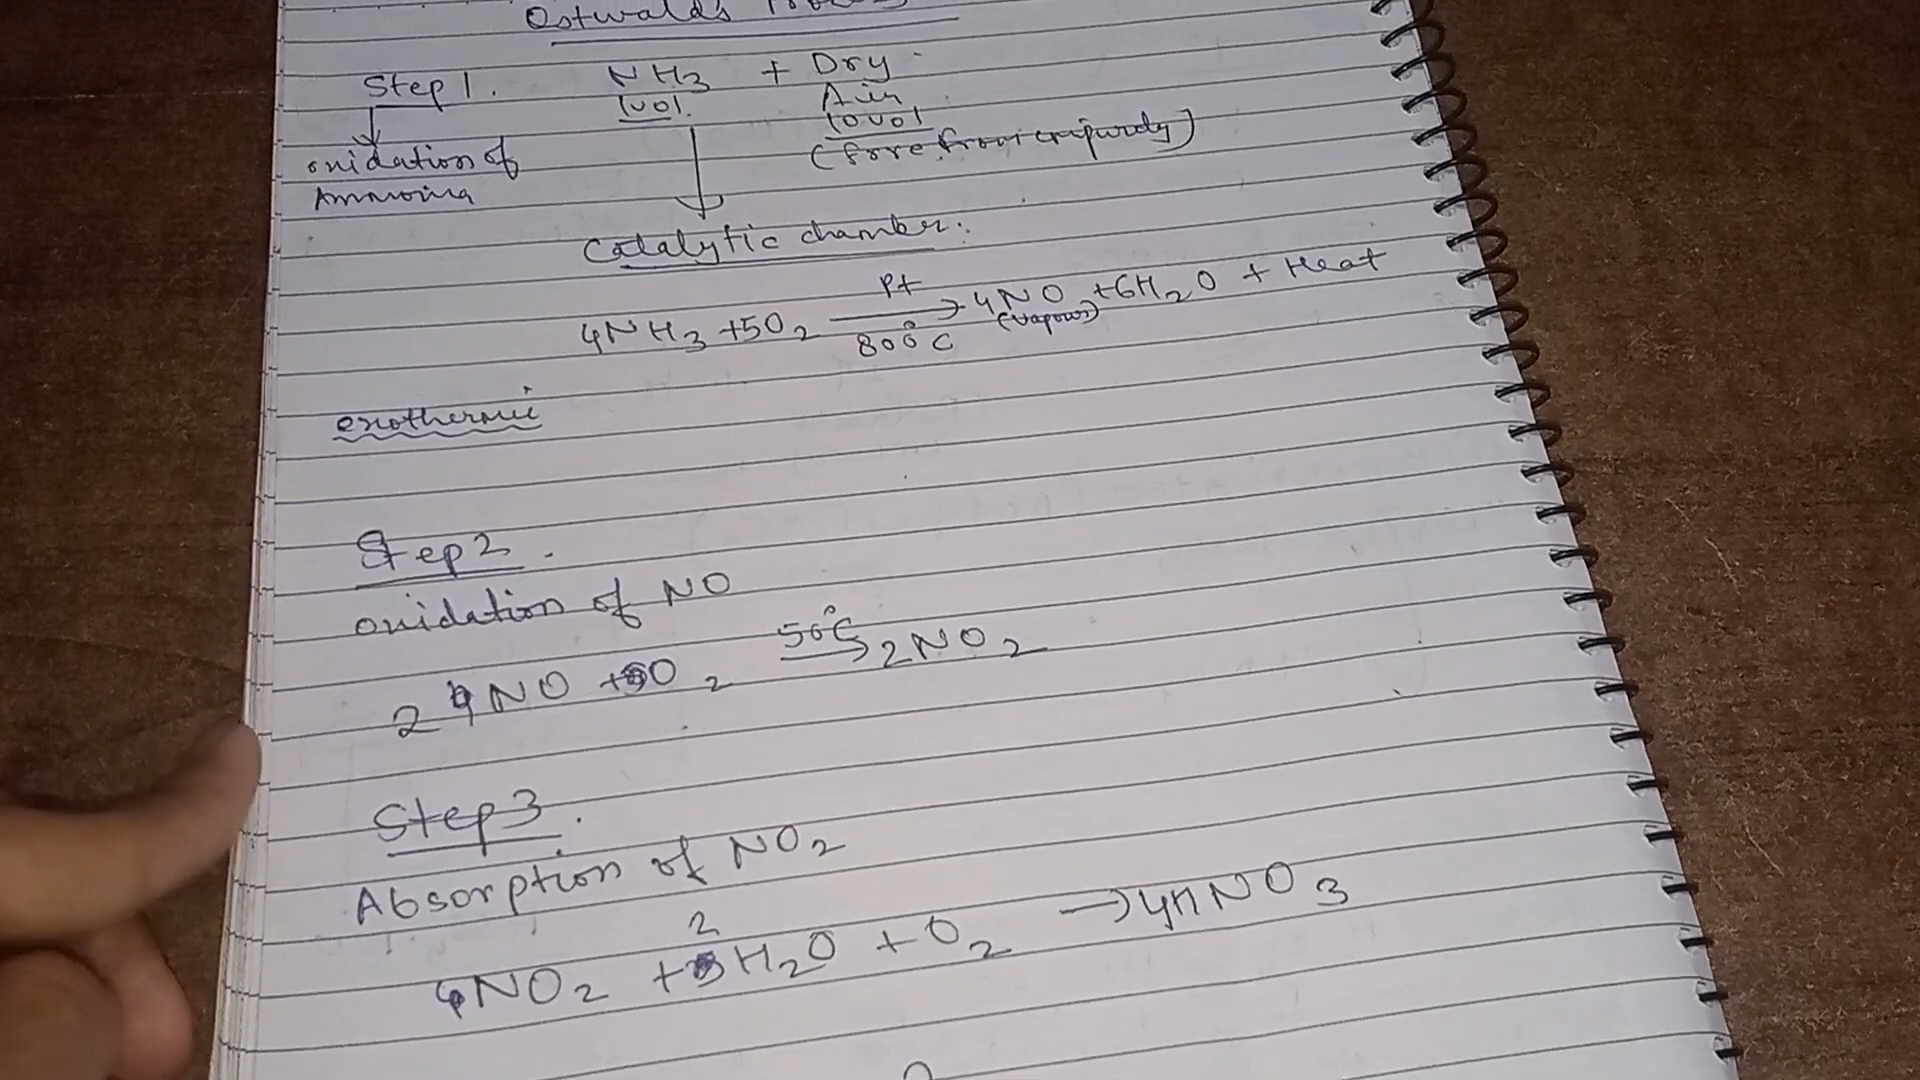 Ostwald's
Step 1. NH3 + Dry
1vol. Air
10vol
oxidation of (free from impurity)
Ammonia
Catalytic chamber.
Pt
4NH3 +5O2 → 4NO +6H2O + Heat
800°C (vapour)
exothermic
Step 2.
oxidation of NO
50°C
2 NO + O2 → 2NO2
Step 3.
Absorption of NO2
2
4NO2 + H2O + O2 → 4HNO3